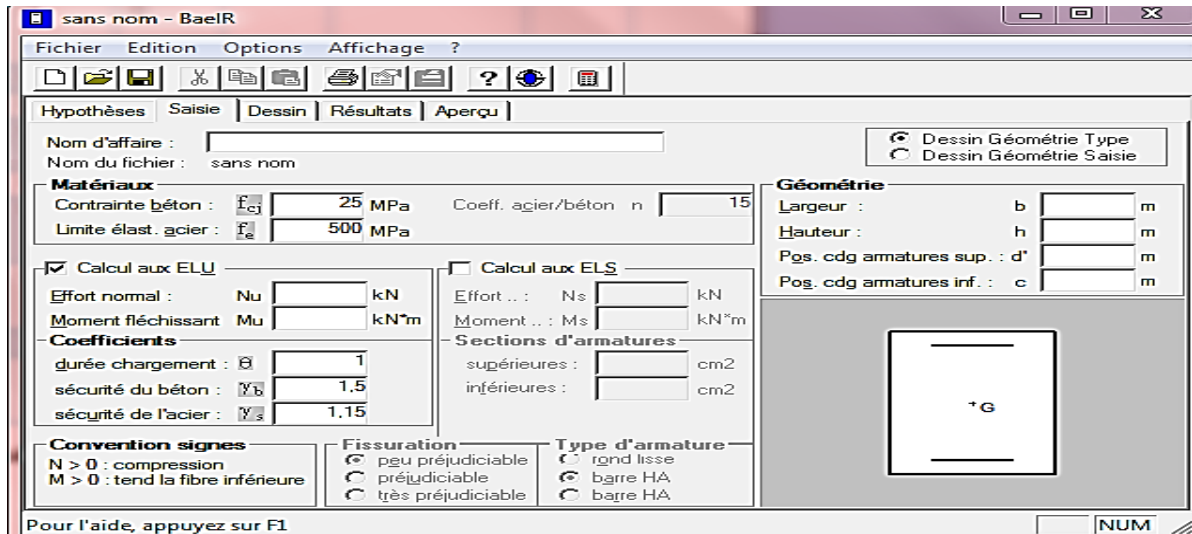 sans nom - BaelR
Fichier Edition Options Affichage ?
Hypothèses Saisie Dessin Résultats Aperçu
Nom d'affaire :
Nom du fichier : sans nom
Dessin Géométrie Type
Dessin Géométrie Saisie
Matériaux
Contrainte béton : fcj 25 MPa Coeff. acier/béton n 15
Limite élast. acier : fe 500 MPa
Géométrie
Largeur : b m
Hauteur : h m
Pos. cdg armatures sup. : d' m
Pos. cdg armatures inf. : c m
Calcul aux ELU
Effort normal : Nu kN
Moment fléchissant Mu kN*m
Calcul aux ELS
Effort .. : Ns kN
Moment .. : Ms kN*m
Coefficients
durée chargement : θ 1
sécurité du béton : γb 1,5
sécurité de l'acier : γs 1,15
Sections d'armatures
supérieures : cm2
inférieures : cm2
Convention signes
N > 0 : compression
M > 0 : tend la fibre inférieure
Fissuration
peu préjudiciable
préjudiciable
très préjudiciable
Type d'armature
rond lisse
barre HA
barre HA
+G
Pour l'aide, appuyez sur F1 NUM